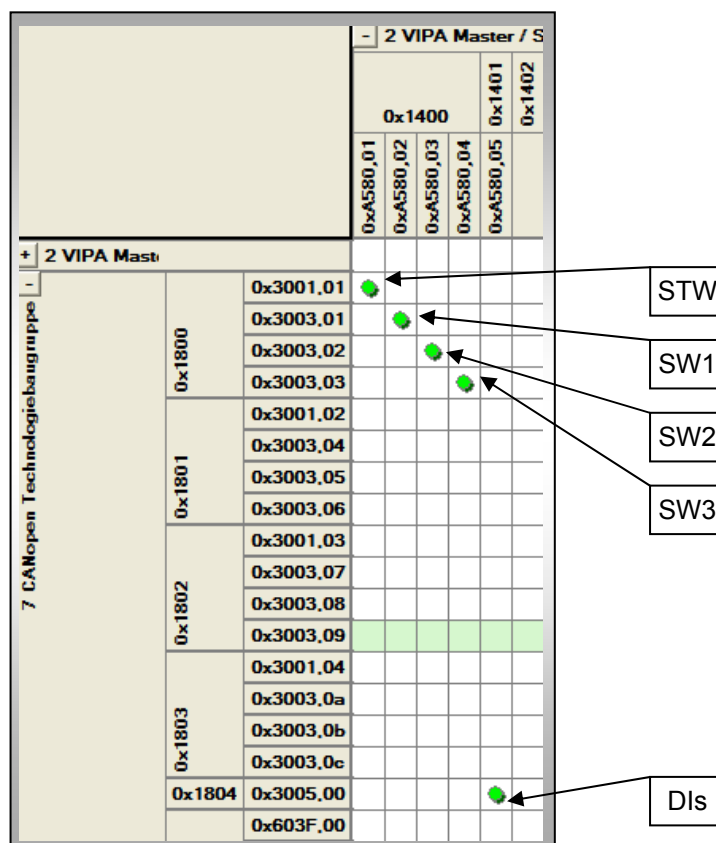 - 2 VIPA Master / S
0x1400
0x1401
0x1402
0xA580,01
0xA580,02
0xA580,03
0xA580,04
0xA580,05
+ 2 VIPA Mast
-
7 CANopen Technologiebaugruppe
0x1800
0x3001,01
0x3003,01
0x3003,02
0x3003,03
0x1801
0x3001,02
0x3003,04
0x3003,05
0x3003,06
0x1802
0x3001,03
0x3003,07
0x3003,08
0x3003,09
0x1803
0x3001,04
0x3003,0a
0x3003,0b
0x3003,0c
0x1804 0x3005,00
0x603F,00
STW
SW1
SW2
SW3
DIs